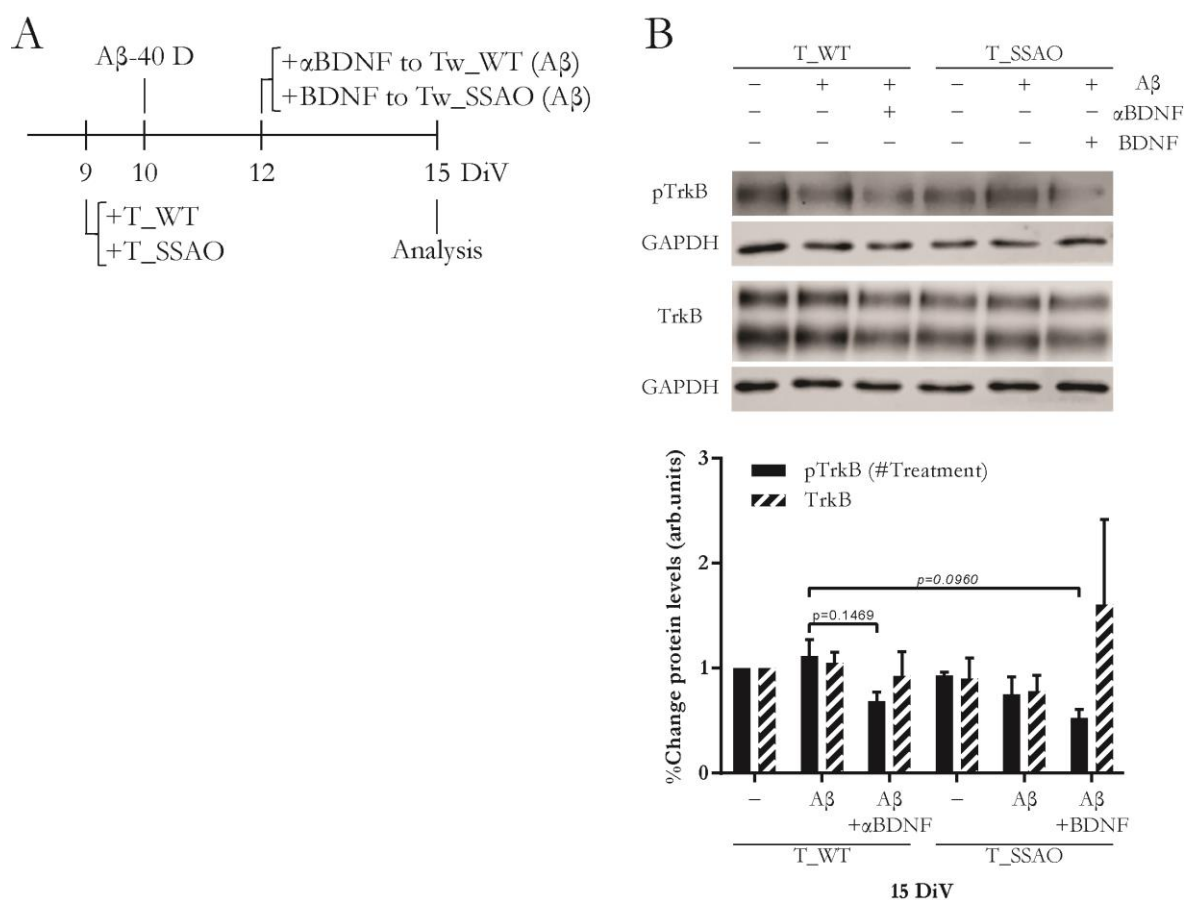 A
Aβ-40 D
+αBDNF to Tw_WT (Aβ)
+BDNF to Tw_SSAO (Aβ)
9 10 12 15 DiV
+T_WT
+T_SSAO
Analysis
B
T_WT T_SSAO
− + + − + + Aβ
− − + − − − αBDNF
− − − − − + BDNF
pTrkB
GAPDH
TrkB
GAPDH
%Change protein levels (arb.units)
3
2
1
0
pTrkB (#Treatment)
TrkB
p=0.0960
p=0.1469
− Aβ Aβ − Aβ Aβ
+αBDNF +BDNF
T_WT T_SSAO
15 DiV